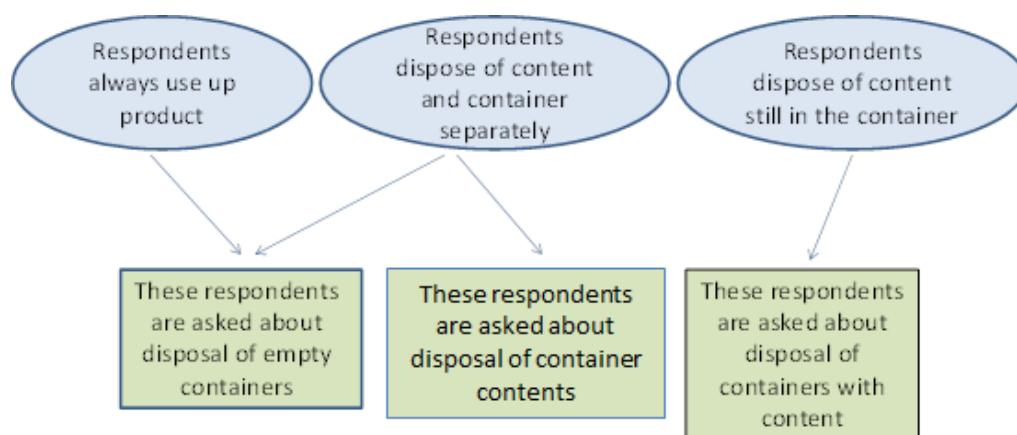 Respondents
always use up
product
Respondents
dispose of content
and container
separately
Respondents
dispose of content
still in the container
These respondents
are asked about
disposal of empty
containers
These respondents
are asked about
disposal of container
contents
These respondents
are asked about
disposal of
containers with
content